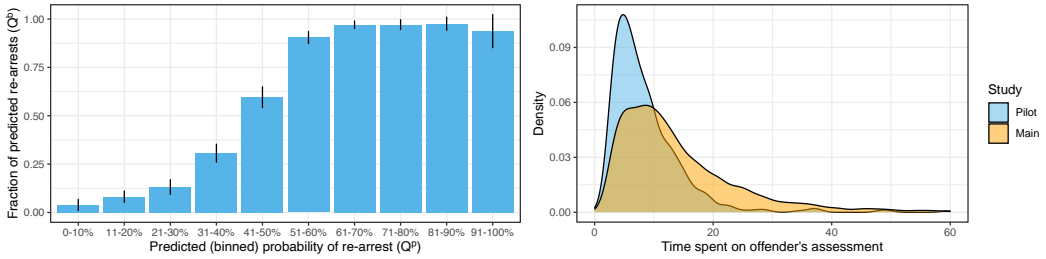 Fraction of predicted re-arrests (Qᵇ)
1.00
0.75
0.50
0.25
0.00
0-10% 11-20% 21-30% 31-40% 41-50% 51-60% 61-70% 71-80% 81-90% 91-100%
Predicted (binned) probability of re-arrest (Qᵖ)
Density
0.09
0.06
0.03
0.00
0 20 40 60
Time spent on offender's assessment
Study
Pilot
Main